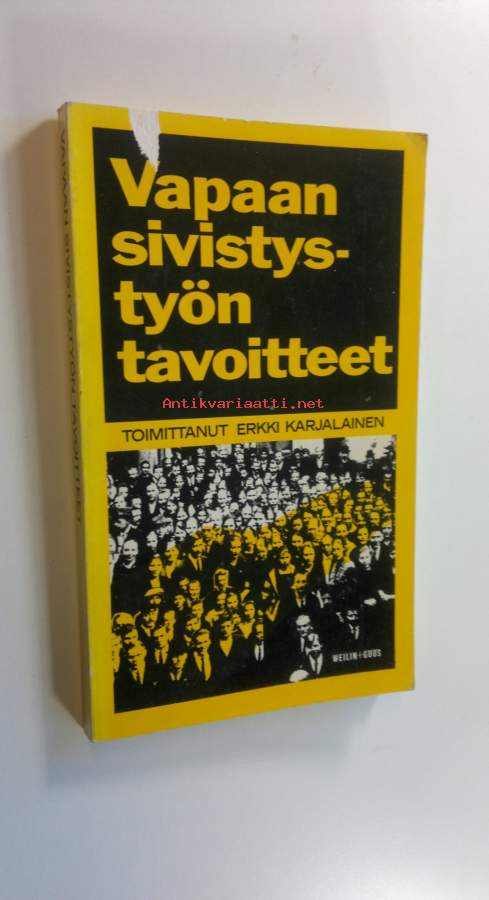 Vapaan
sivistys-
työn
tavoitteet
Antikvariaatti.net
TOIMITTANUT ERKKI KARJALAINEN
WEILIN+GÖÖS
VAPAAN SIVISTYSTYÖN TAVOITTEET